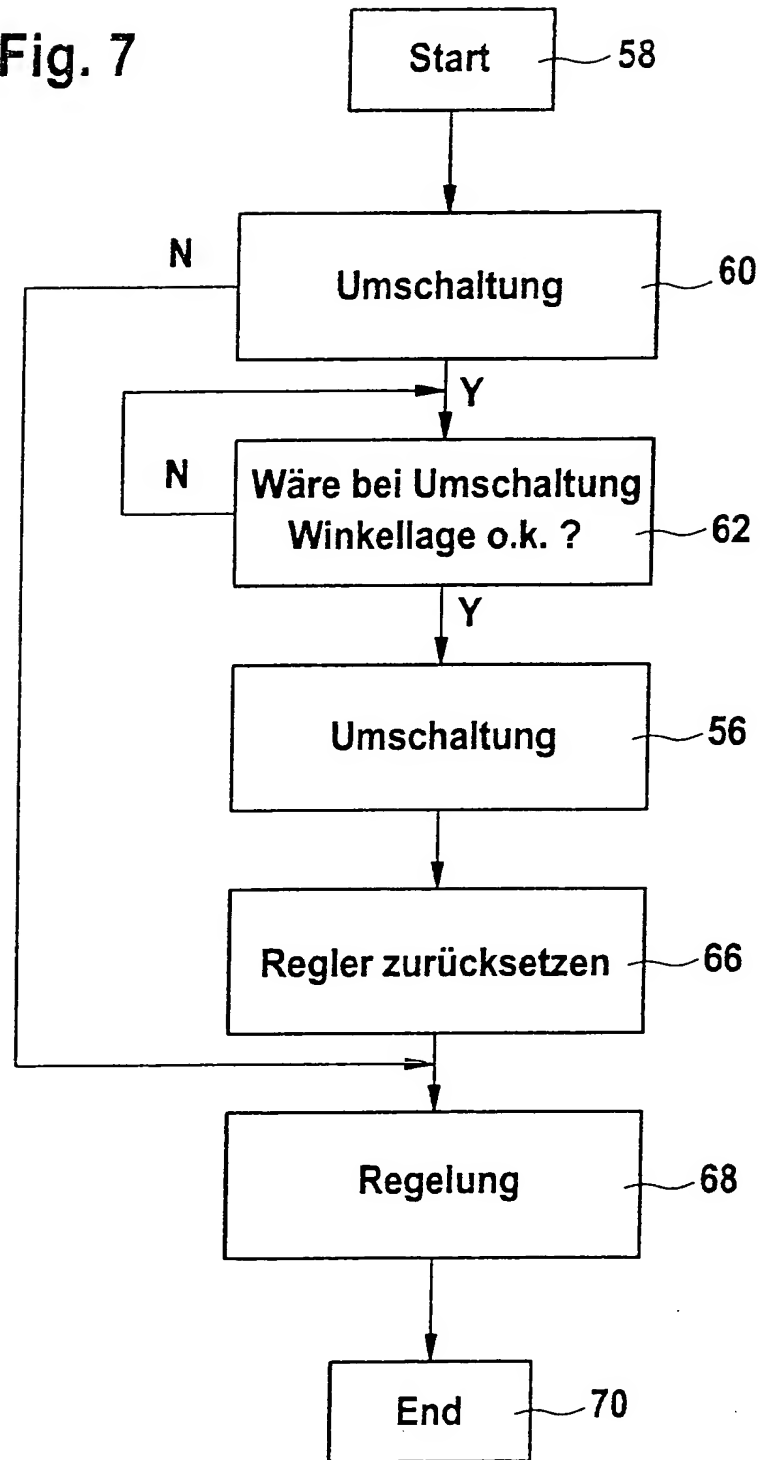 Fig. 7
Start
58
N
Umschaltung
60
Y
N
Wäre bei Umschaltung
Winkellage o.k. ?
62
Y
Umschaltung
56
Regler zurücksetzen
66
Regelung
68
End
70